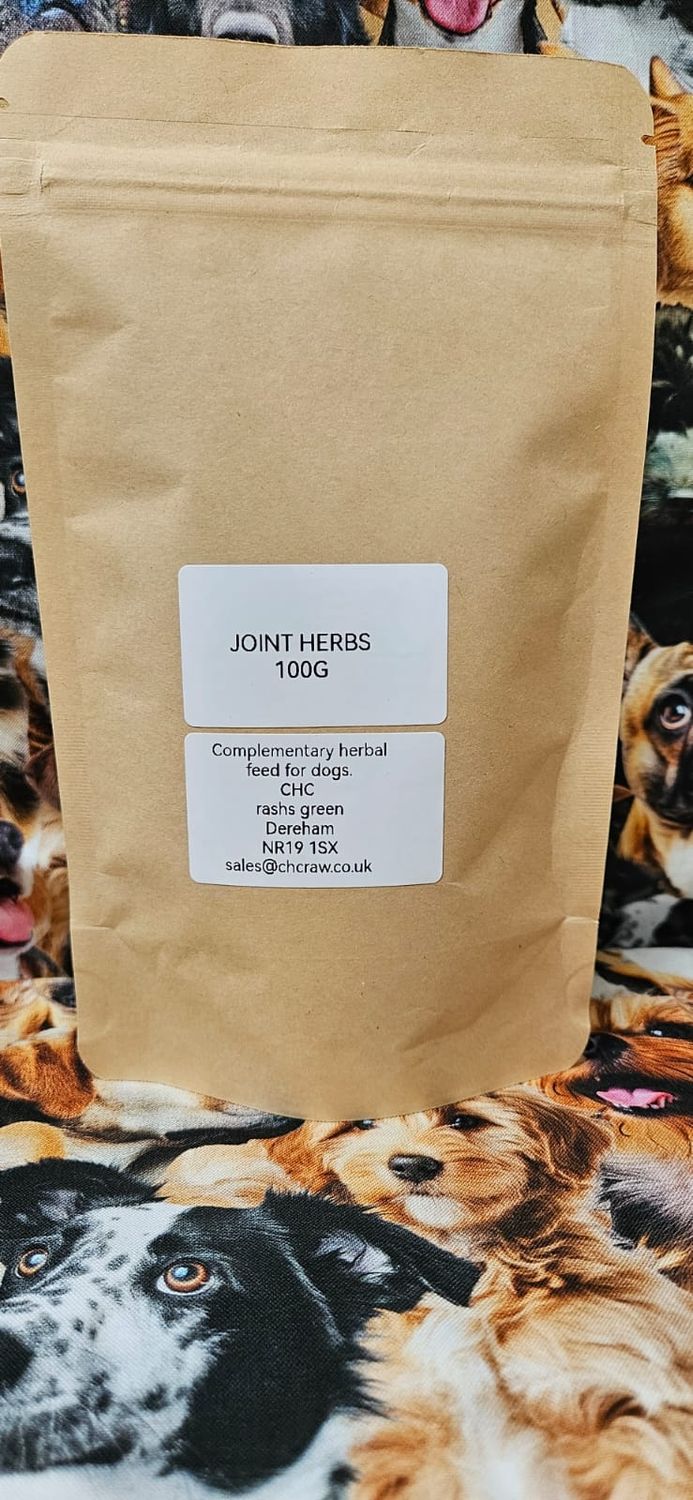 JOINT HERBS
100G
Complementary herbal
feed for dogs.
CHC
rashs green
Dereham
NR19 1SX
sales@chcraw.co.uk